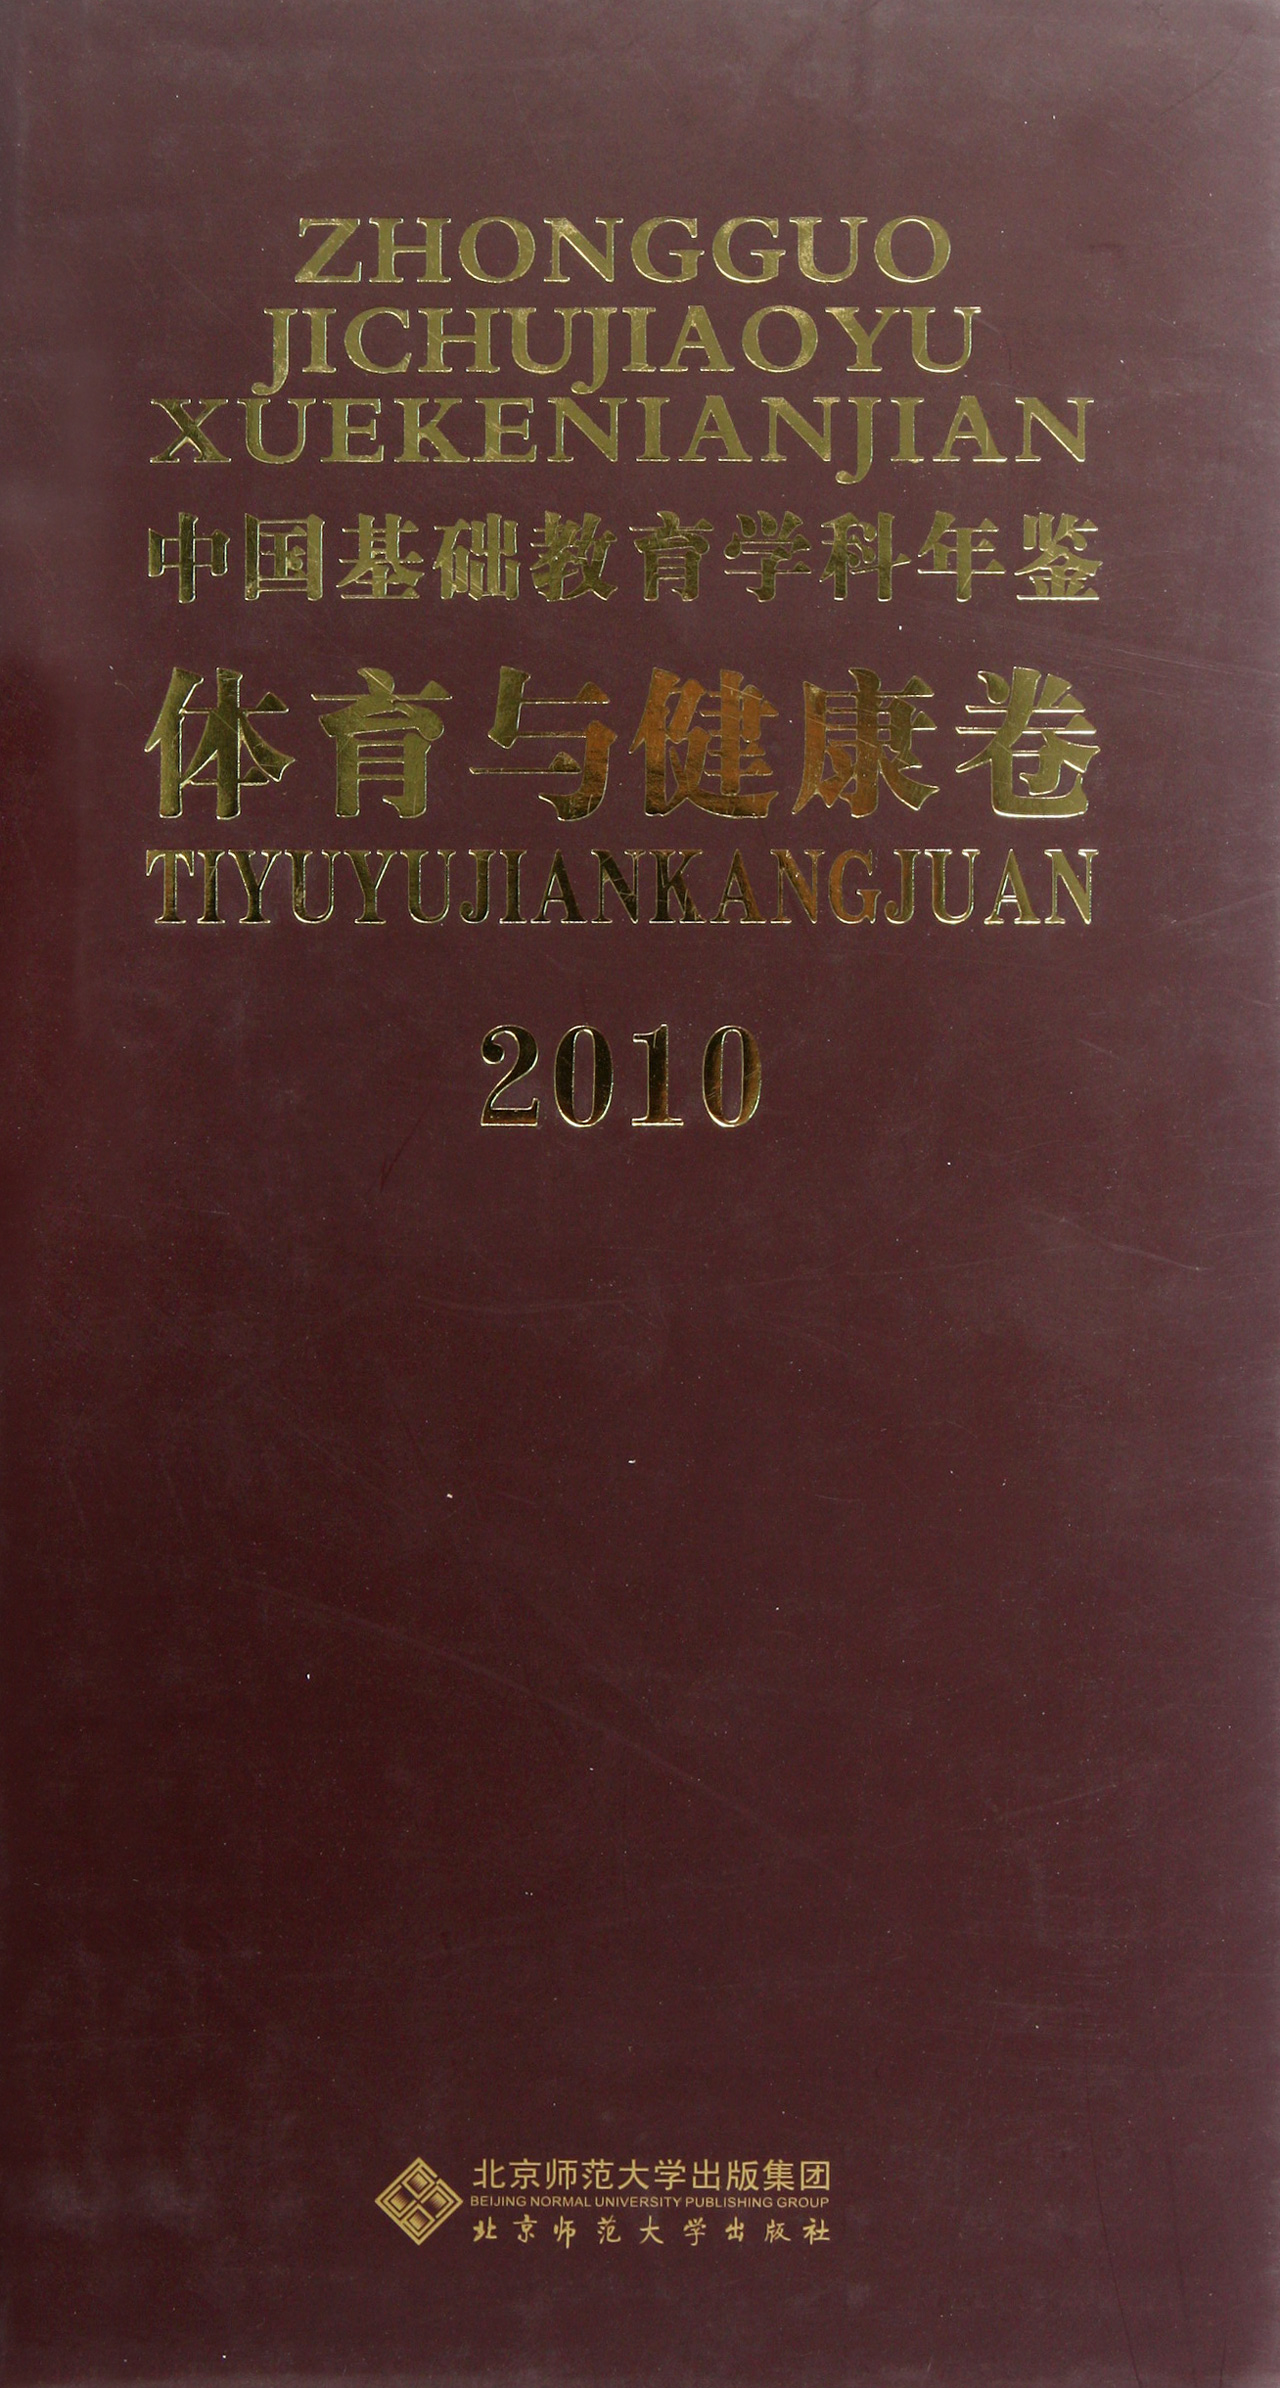 ZHONGGUO
JICHUJIAOYU
XUEKENIANJIAN
中国基础教育学科年鉴
体育与健康卷
TIYUYUJIANKANGJUAN
2010
北京师范大学出版集团
BEIJING NORMAL UNIVERSITY PUBLISHING GROUP
北京师范大学出版社